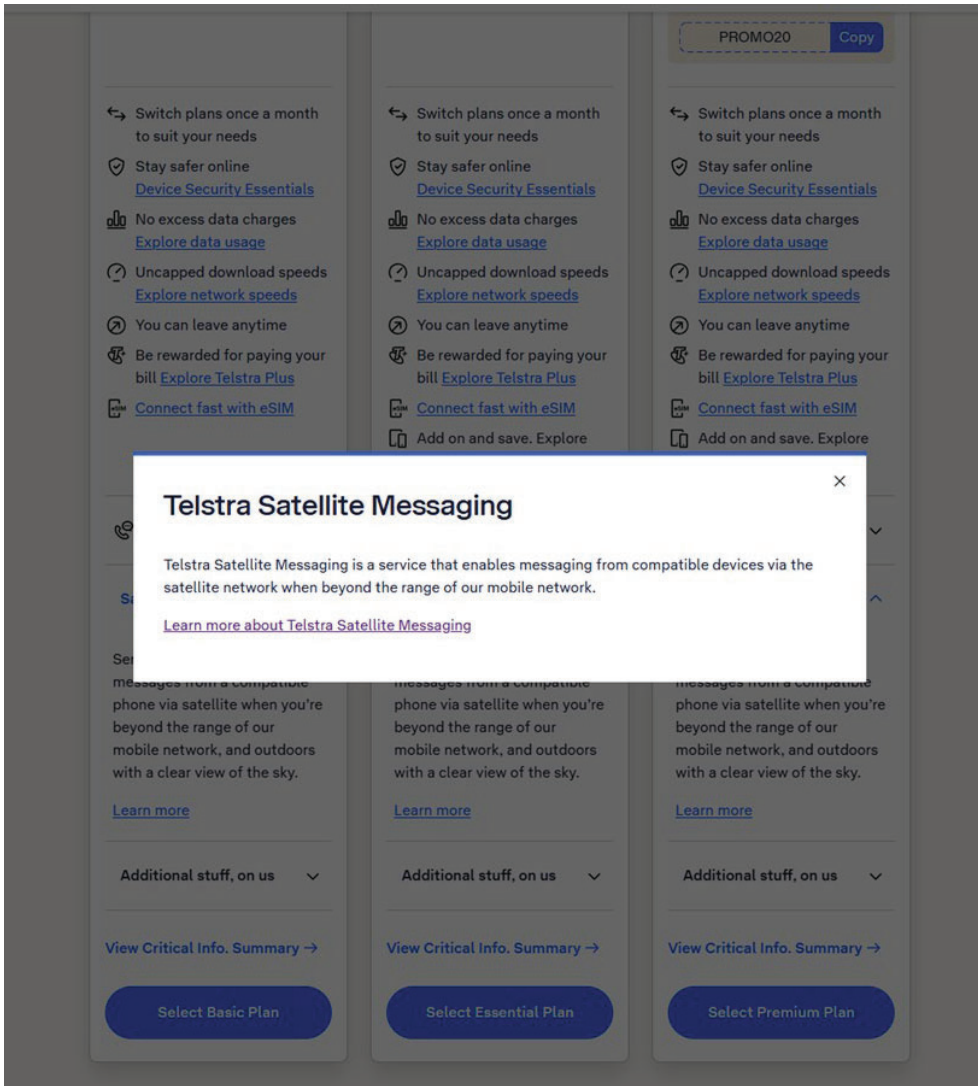 PROMO20 Copy
Switch plans once a month
to suit your needs
Stay safer online
Device Security Essentials
No excess data charges
Explore data usage
Uncapped download speeds
Explore network speeds
You can leave anytime
Be rewarded for paying your
bill Explore Telstra Plus
eSIM Connect fast with eSIM
Switch plans once a month
to suit your needs
Stay safer online
Device Security Essentials
No excess data charges
Explore data usage
Uncapped download speeds
Explore network speeds
You can leave anytime
Be rewarded for paying your
bill Explore Telstra Plus
eSIM Connect fast with eSIM
Add on and save. Explore
Switch plans once a month
to suit your needs
Stay safer online
Device Security Essentials
No excess data charges
Explore data usage
Uncapped download speeds
Explore network speeds
You can leave anytime
Be rewarded for paying your
bill Explore Telstra Plus
eSIM Connect fast with eSIM
Add on and save. Explore
Telstra Satellite Messaging
Telstra Satellite Messaging is a service that enables messaging from compatible devices via the
satellite network when beyond the range of our mobile network.
Learn more about Telstra Satellite Messaging
messages from a compatible
phone via satellite when you're
beyond the range of our
mobile network, and outdoors
with a clear view of the sky.
Learn more
Additional stuff, on us
View Critical Info. Summary →
Select Basic Plan
messages from a compatible
phone via satellite when you're
beyond the range of our
mobile network, and outdoors
with a clear view of the sky.
Learn more
Additional stuff, on us
View Critical Info. Summary →
Select Essential Plan
messages from a compatible
phone via satellite when you're
beyond the range of our
mobile network, and outdoors
with a clear view of the sky.
Learn more
Additional stuff, on us
View Critical Info. Summary →
Select Premium Plan